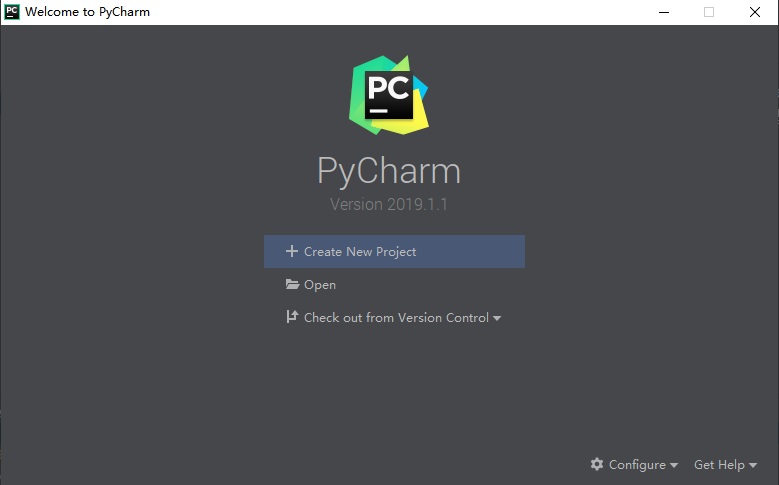 Welcome to PyCharm
PC
PC
PyCharm
Version 2019.1.1
Create New Project
Open
Check out from Version Control
Configure
Get Help